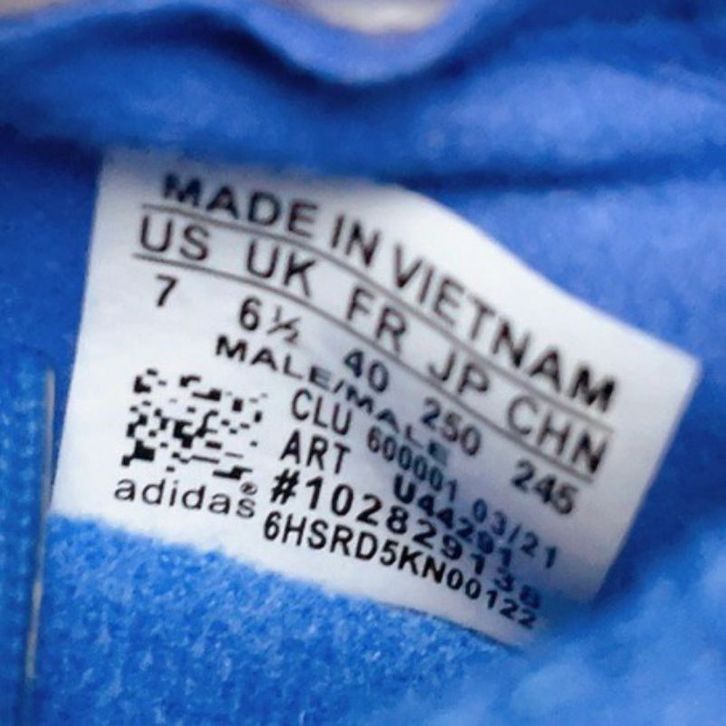 MADE IN VIETNAM
US UK FR JP CHN
7 6½ 40 250 245
MALE/MALE
CLU 600001 03/21
ART U44291
#102829138
adidas®
6HSRD5KN00122